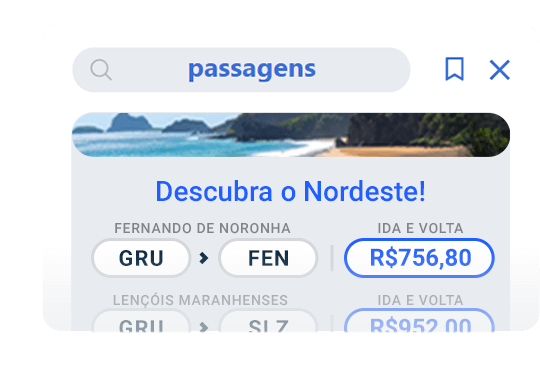 passagens
Descubra o Nordeste!
FERNANDO DE NORONHA IDA E VOLTA
GRU FEN R$756,80
LENÇÓIS MARANHENSES IDA E VOLTA
GRU SLZ R$952,00